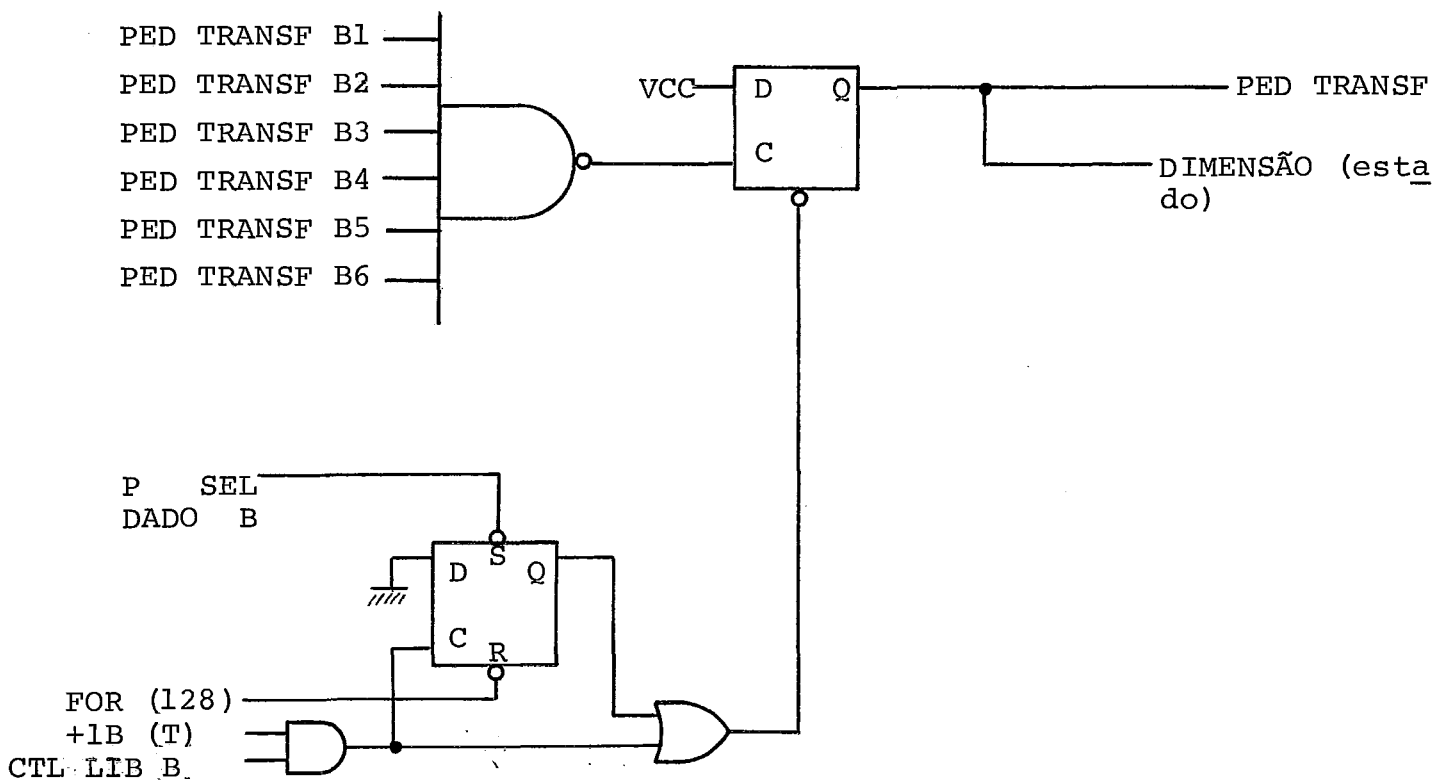 PED TRANSF B1
PED TRANSF B2
PED TRANSF B3
PED TRANSF B4
PED TRANSF B5
PED TRANSF B6
VCC
D Q
C
PED TRANSF
DIMENSÃO (esta
do)
P SEL
DADO B
S
D Q
C
R
FOR (128)
+1B (T)
CTL LIB B